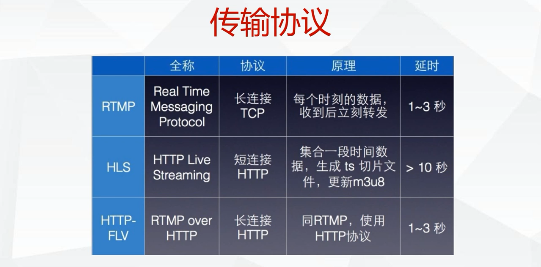 传输协议
全称 协议 原理 延时
RTMP
Real Time
Messaging
Protocol
长连接
TCP
每个时刻的数据,
收到后立刻转发
1~3 秒
HLS
HTTP Live
Streaming
短连接
HTTP
集合一段时间数
据，生成 ts 切片文
件，更新m3u8
> 10 秒
HTTP-
FLV
RTMP over
HTTP
长连接
HTTP
同RTMP，使用
HTTP协议
1~3 秒